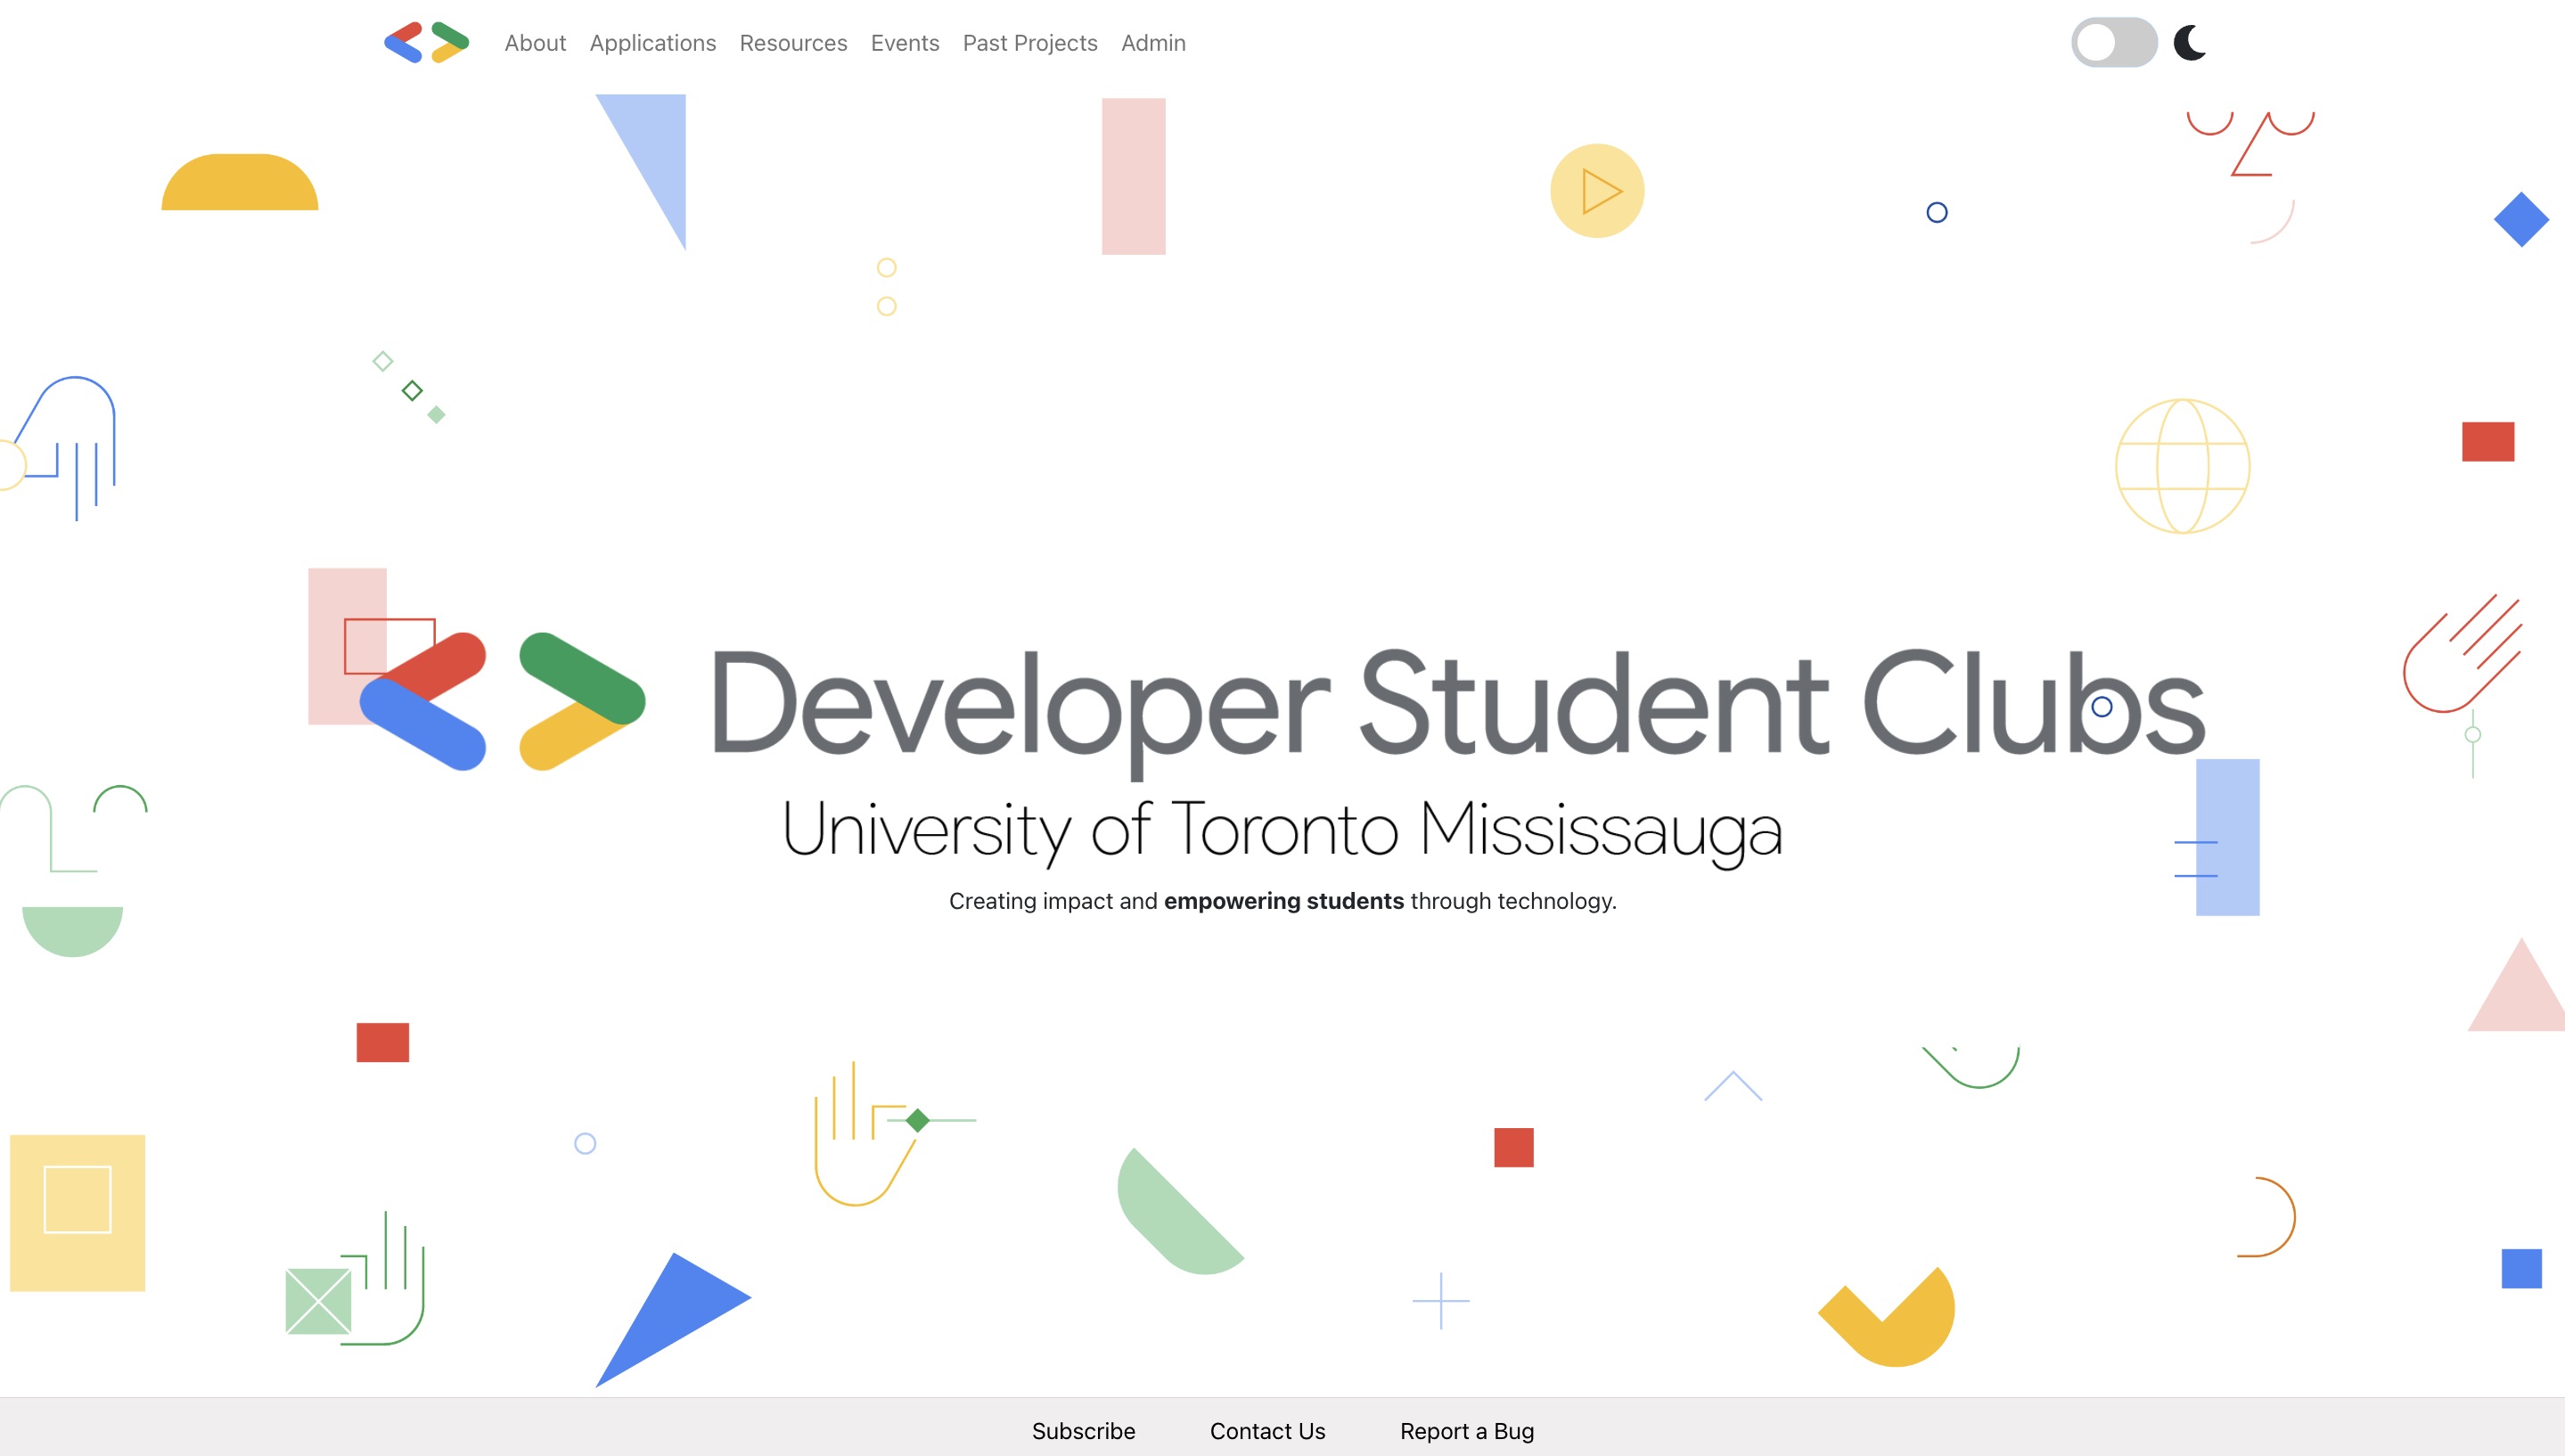 About Applications Resources Events Past Projects Admin
Developer Student Clubs
University of Toronto Mississauga
Creating impact and empowering students through technology.
Subscribe Contact Us Report a Bug